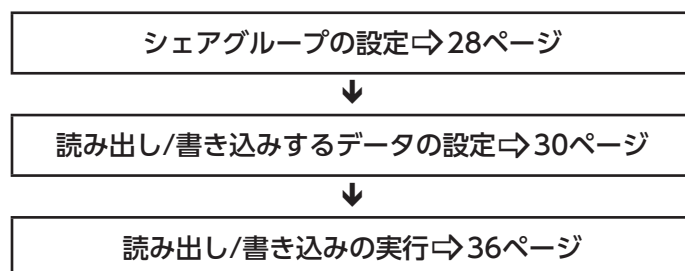 シェアグループの設定⇨28ページ
読み出し/書き込みするデータの設定⇨30ページ
読み出し/書き込みの実行⇨36ページ